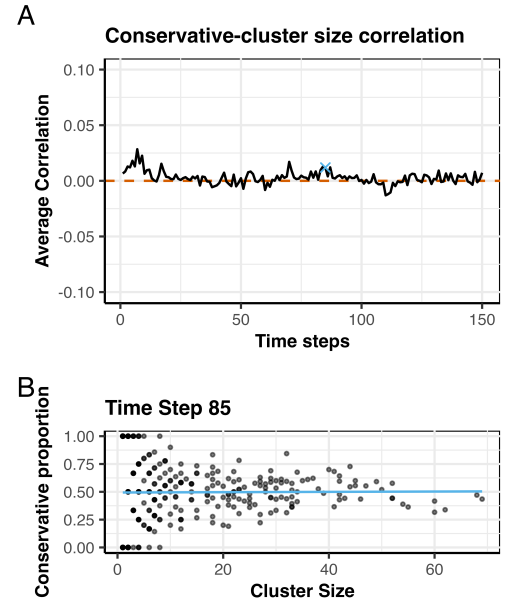 A
Conservative-cluster size correlation
Average Correlation
0.10
0.05
0.00
-0.05
-0.10
0 50 100 150
Time steps
B
Time Step 85
Conservative proportion
1.00
0.75
0.50
0.25
0.00
0 20 40 60
Cluster Size